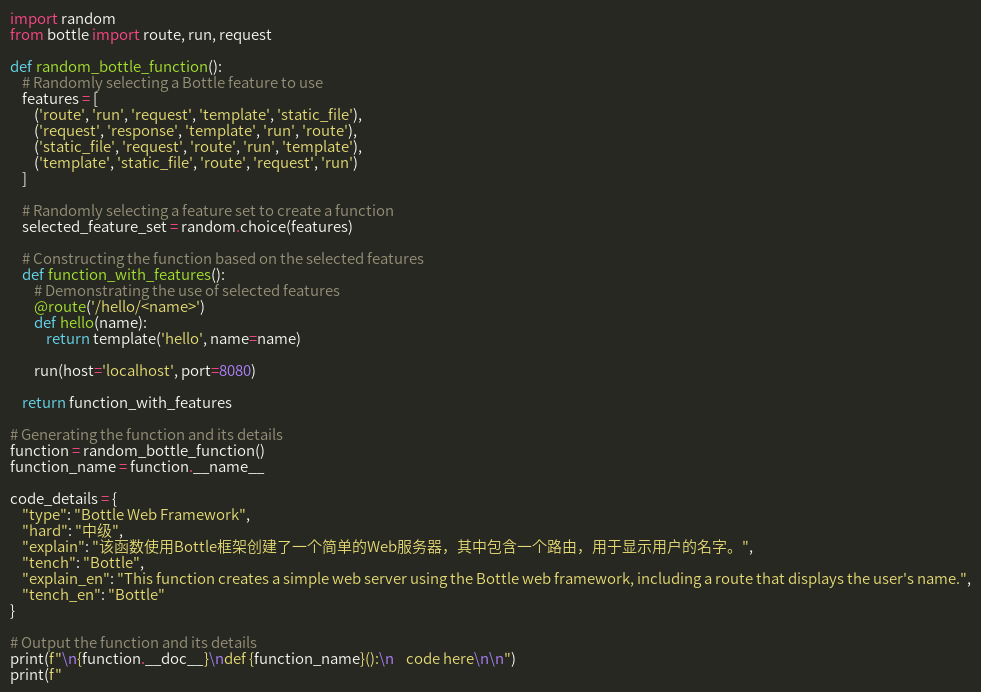 import random
from bottle import route, run, request

def random_bottle_function():
    # Randomly selecting a Bottle feature to use
    features = [
        ('route', 'run', 'request', 'template', 'static_file'),
        ('request', 'response', 'template', 'run', 'route'),
        ('static_file', 'request', 'route', 'run', 'template'),
        ('template', 'static_file', 'route', 'request', 'run')
    ]

    # Randomly selecting a feature set to create a function
    selected_feature_set = random.choice(features)

    # Constructing the function based on the selected features
    def function_with_features():
        # Demonstrating the use of selected features
        @route('/hello/<name>')
        def hello(name):
            return template('hello', name=name)

        run(host='localhost', port=8080)

    return function_with_features

# Generating the function and its details
function = random_bottle_function()
function_name = function.__name__

code_details = {
    "type": "Bottle Web Framework",
    "hard": "中级",
    "explain": "该函数使用Bottle框架创建了一个简单的Web服务器，其中包含一个路由，用于显示用户的名字。",
    "tench": "Bottle",
    "explain_en": "This function creates a simple web server using the Bottle web framework, including a route that displays the user's name.",
    "tench_en": "Bottle"
}

# Output the function and its details
print(f"\n{function.__doc__}\ndef {function_name}():\n    code here\n\n")
print(f"